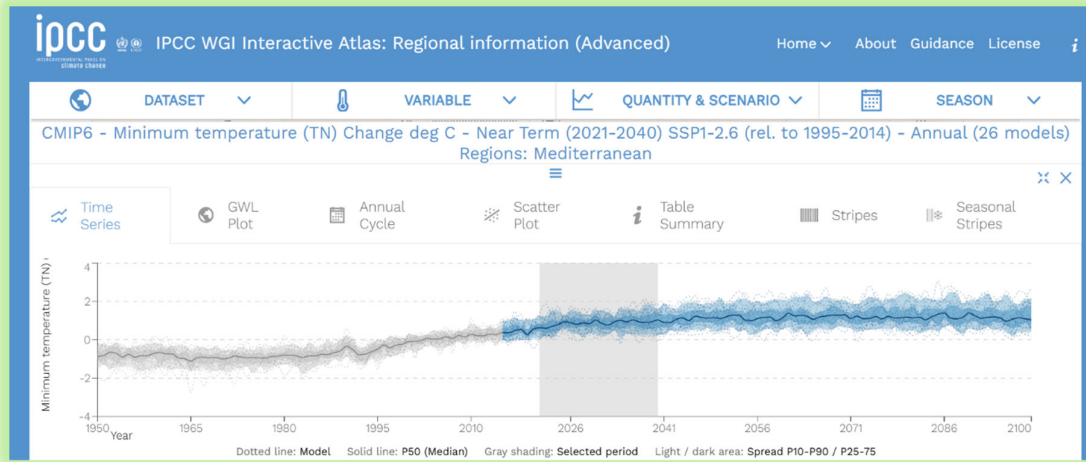 ipcc
INTERGOVERNMENTAL PANEL ON
climate change
IPCC WGI Interactive Atlas: Regional information (Advanced)
Home About Guidance License i
DATASET VARIABLE QUANTITY & SCENARIO SEASON
CMIP6 - Minimum temperature (TN) Change deg C - Near Term (2021-2040) SSP1-2.6 (rel. to 1995-2014) - Annual (26 models)
Regions: Mediterranean
Time Series
GWL Plot
Annual Cycle
Scatter Plot
i Table Summary
Stripes
Seasonal Stripes
Minimum temperature (TN)
4
2
0
-2
-4
1950 1965 1980 1995 2010 2026 2041 2056 2071 2086 2100
Year
Dotted line: Model Solid line: P50 (Median) Gray shading: Selected period Light / dark area: Spread P10-P90 / P25-75